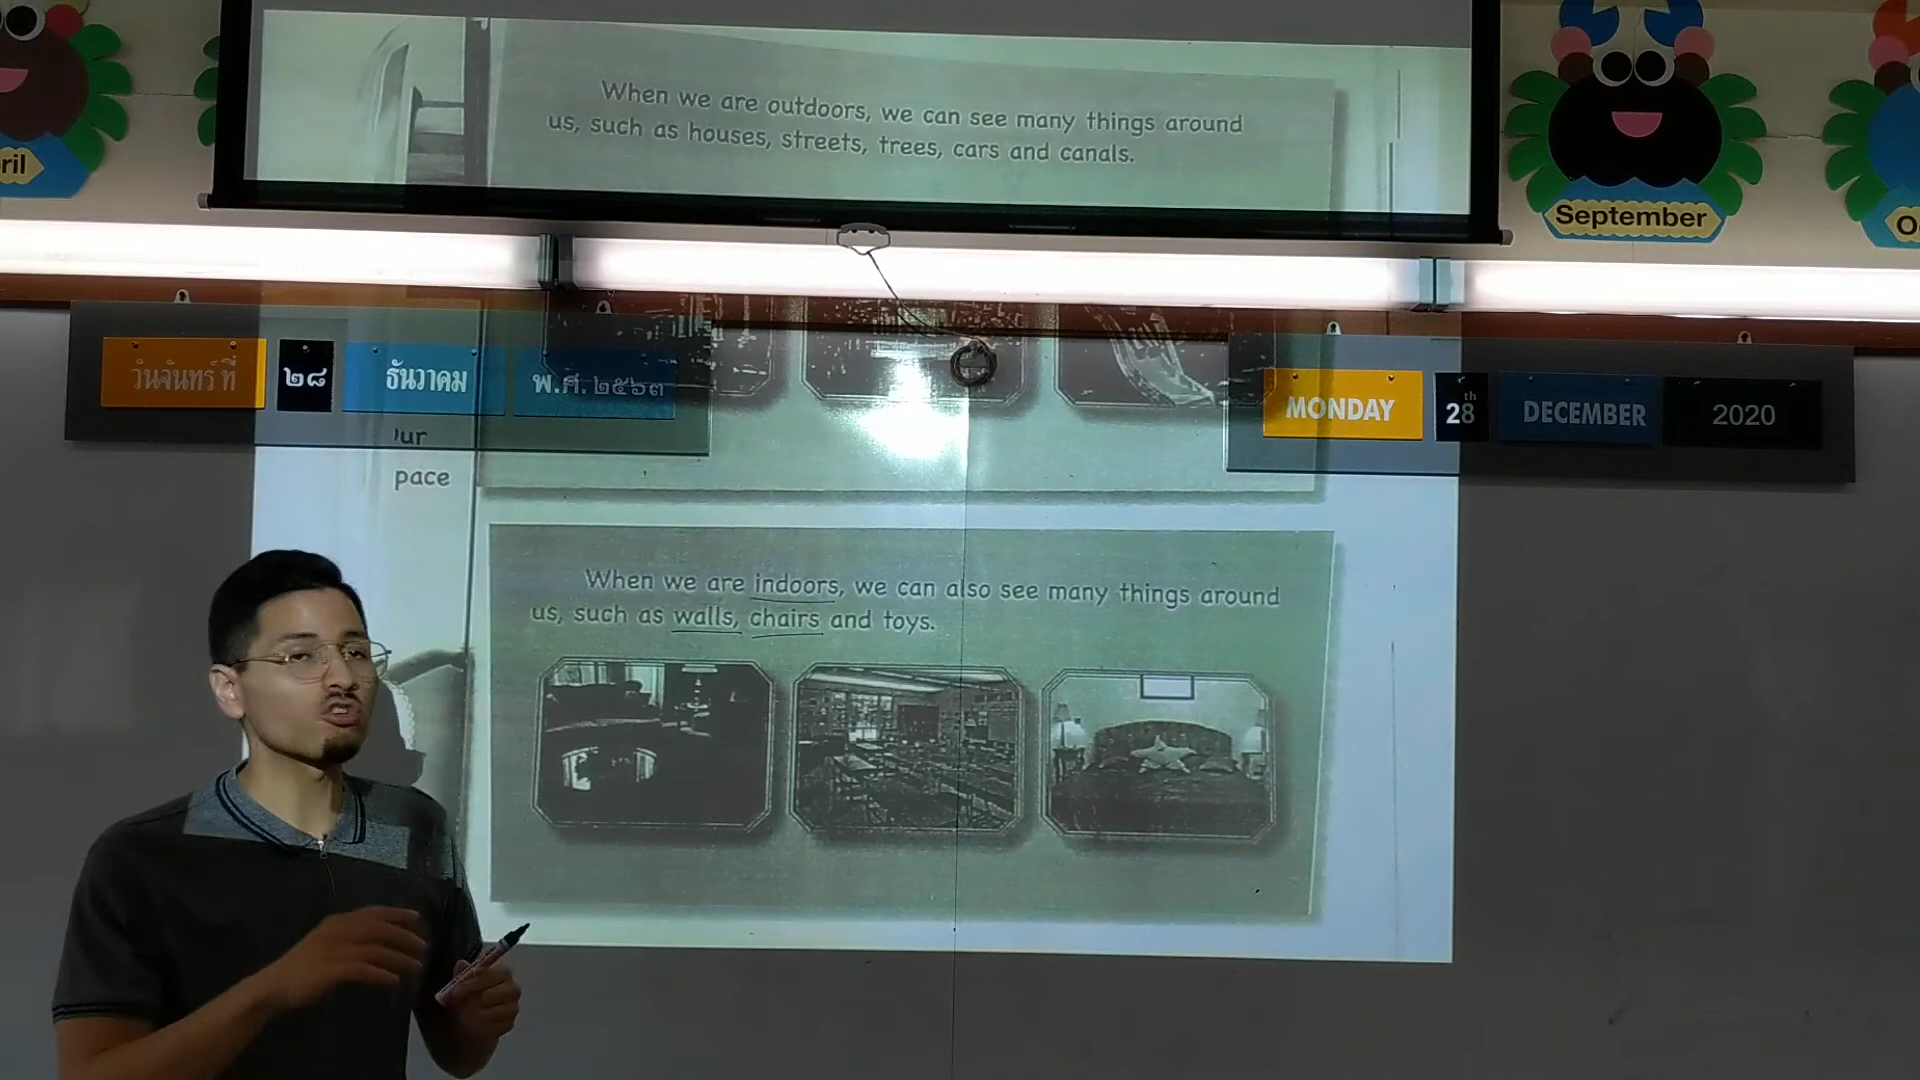 When we are outdoors, we can see many things around
us, such as houses, streets, trees, cars and canals.
ril
September
O
วันจันทร์ ที่ ๒๘ ธันวาคม พ.ศ. ๒๕๖๓
MONDAY 28th DECEMBER 2020
ur
pace
When we are indoors, we can also see many things around
us, such as walls, chairs and toys.